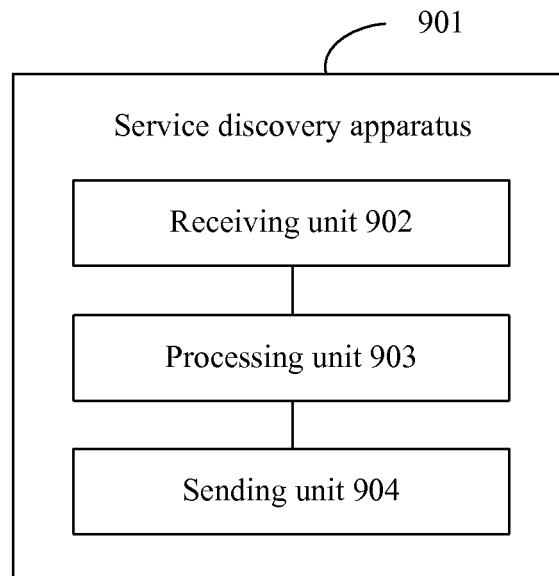 901
Service discovery apparatus
Receiving unit 902
Processing unit 903
Sending unit 904